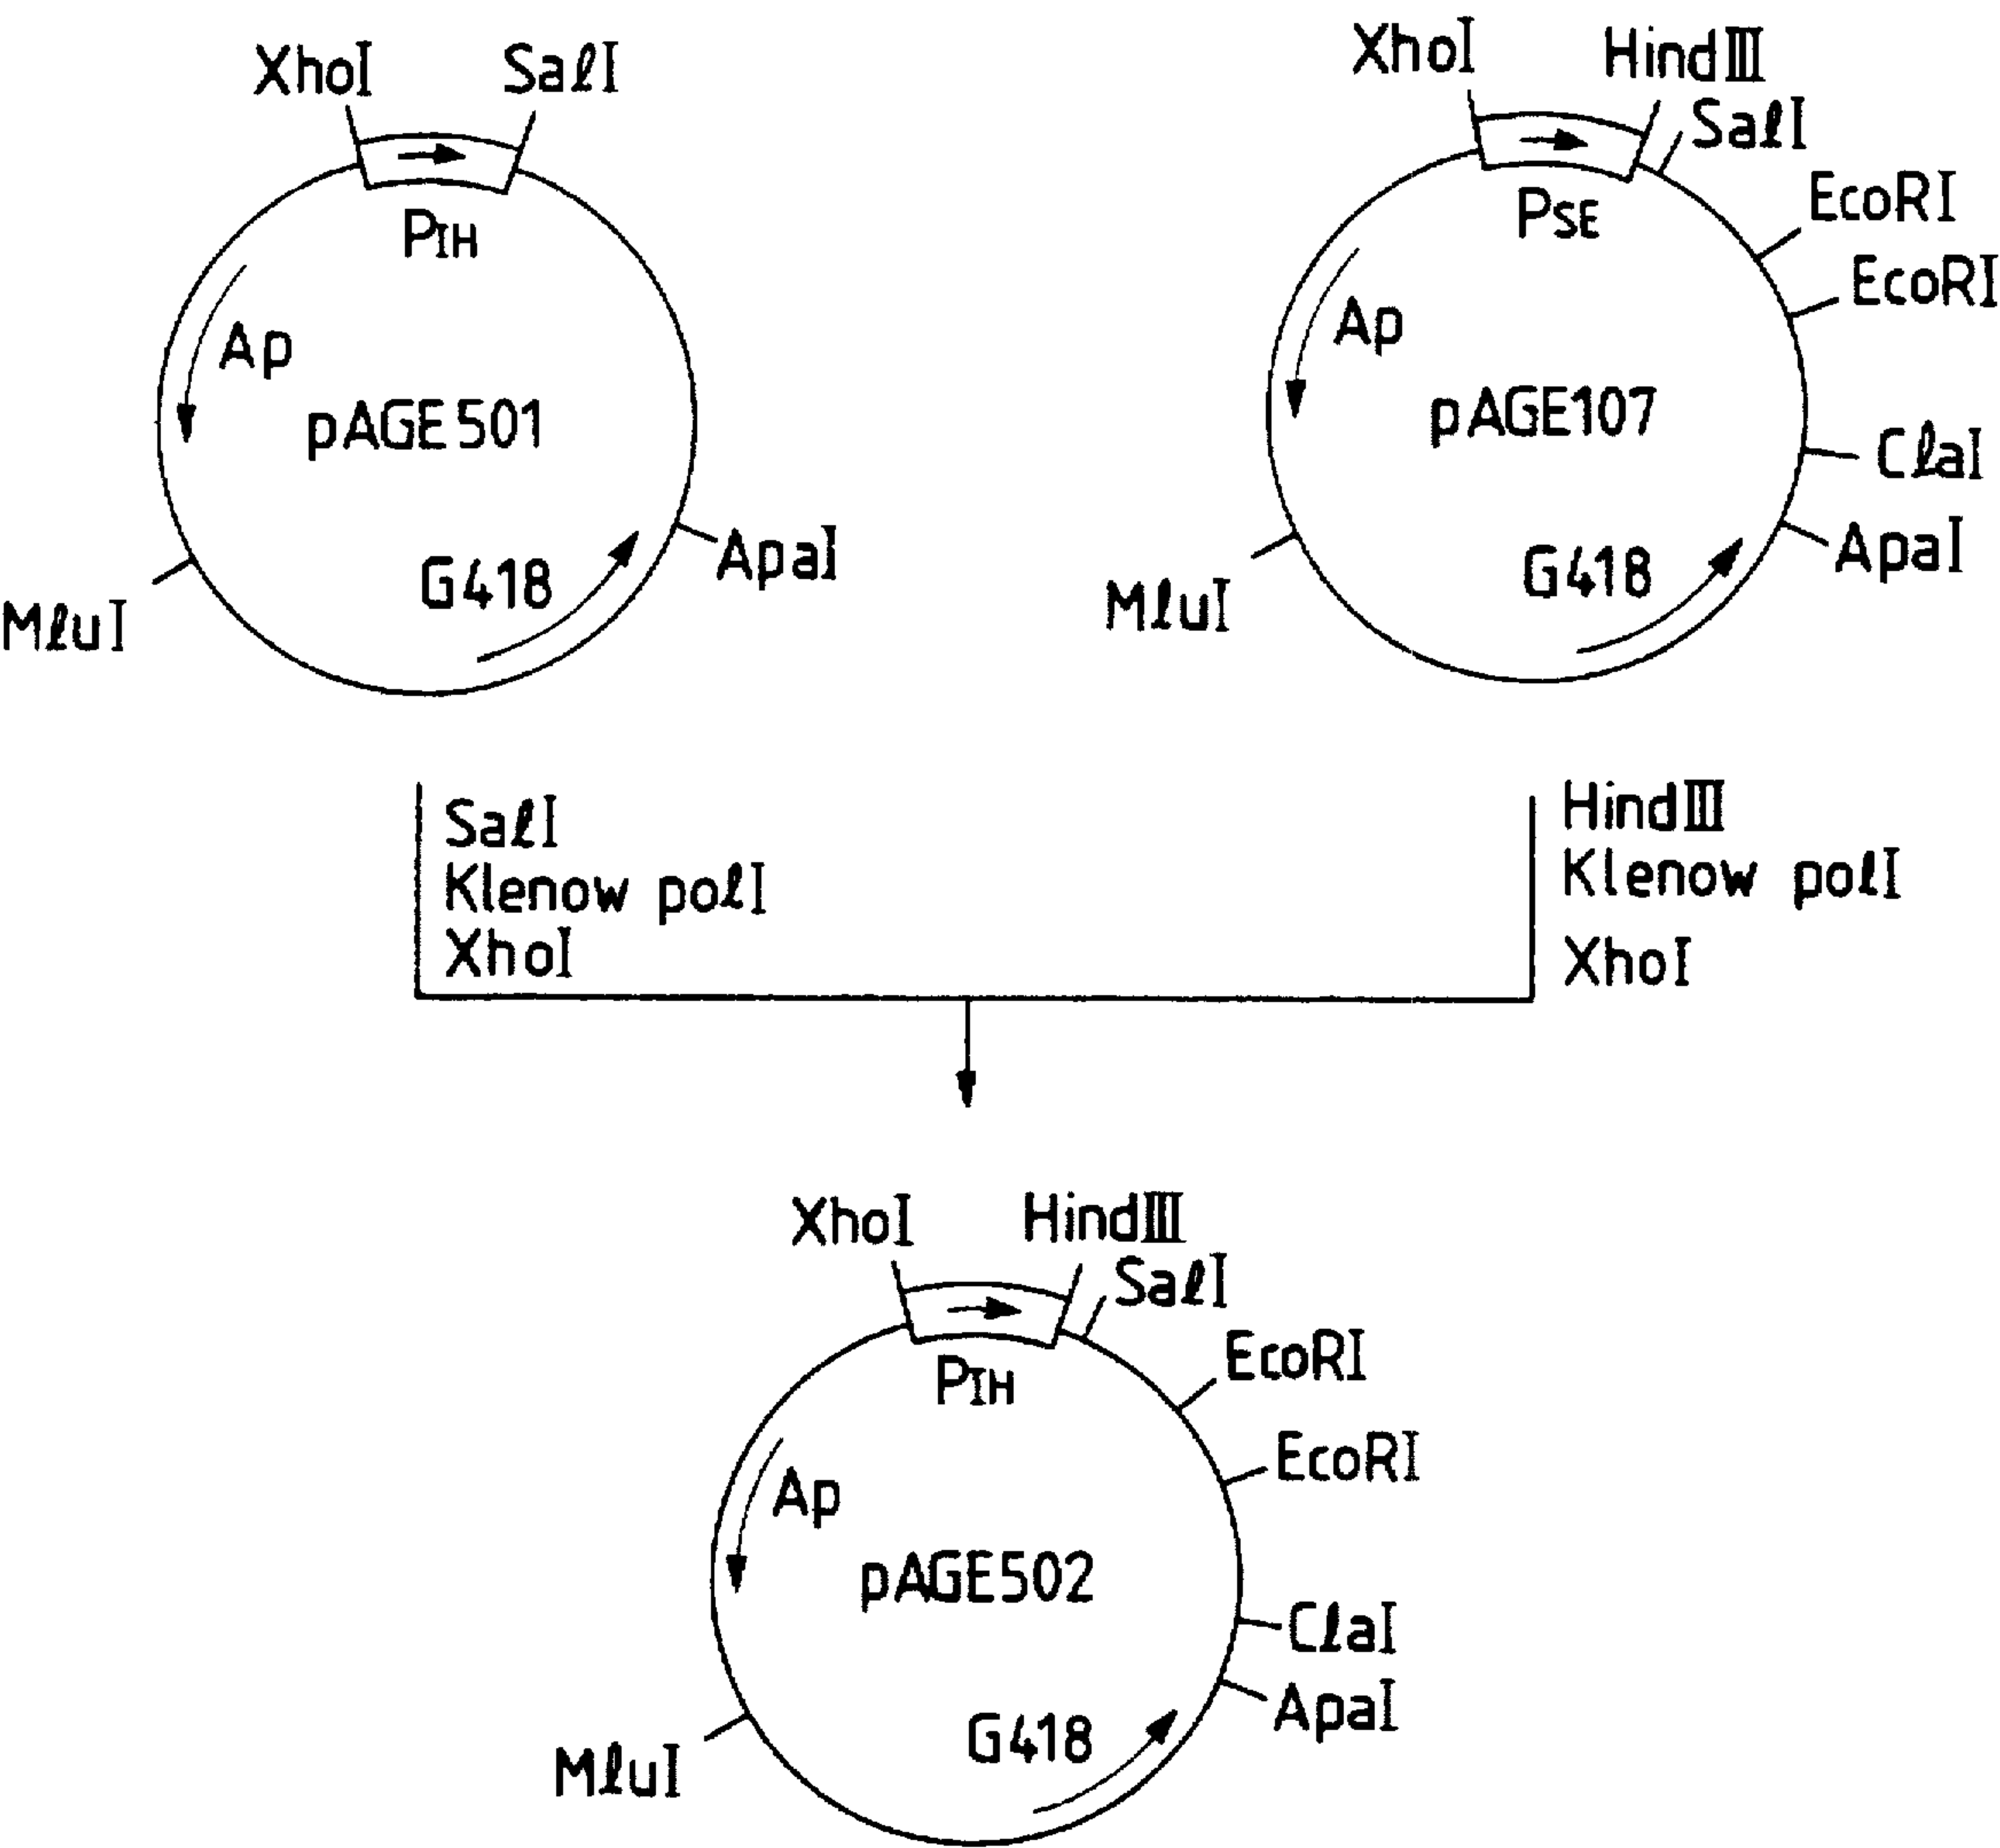 XhoI
SalI
PIH
Ap
pAGE501
G418
ApaI
MluI
XhoI
HindIII
SalI
EcoRI
EcoRI
PSE
Ap
pAGE107
ClaI
ApaI
G418
MluI
SalI
Klenow polI
XhoI
HindIII
Klenow polI
XhoI
XhoI
HindIII
SalI
EcoRI
EcoRI
PIH
Ap
pAGE502
ClaI
ApaI
G418
MluI